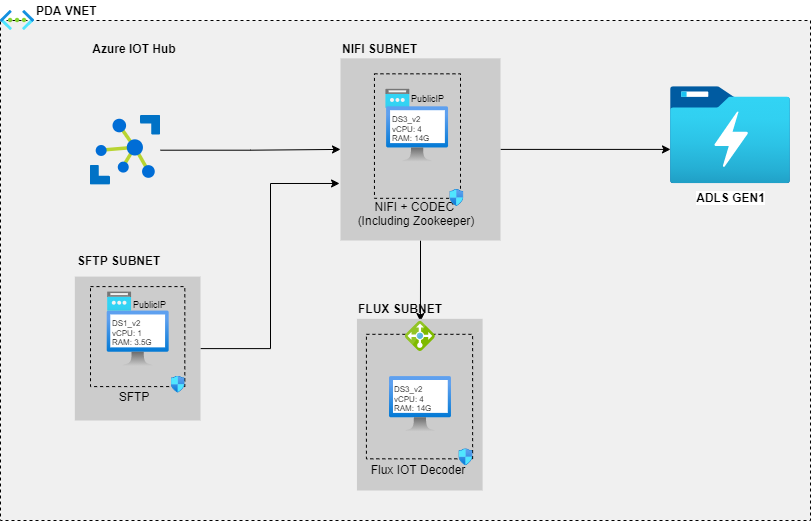 PDA VNET
Azure IOT Hub
NIFI SUBNET
PublicIP
DS3_v2
vCPU: 4
RAM: 14G
NIFI + CODEC
(Including Zookeeper)
ADLS GEN1
SFTP SUBNET
PublicIP
DS1_v2
vCPU: 1
RAM: 3.5G
SFTP
FLUX SUBNET
DS3_v2
vCPU: 4
RAM: 14G
Flux IOT Decoder